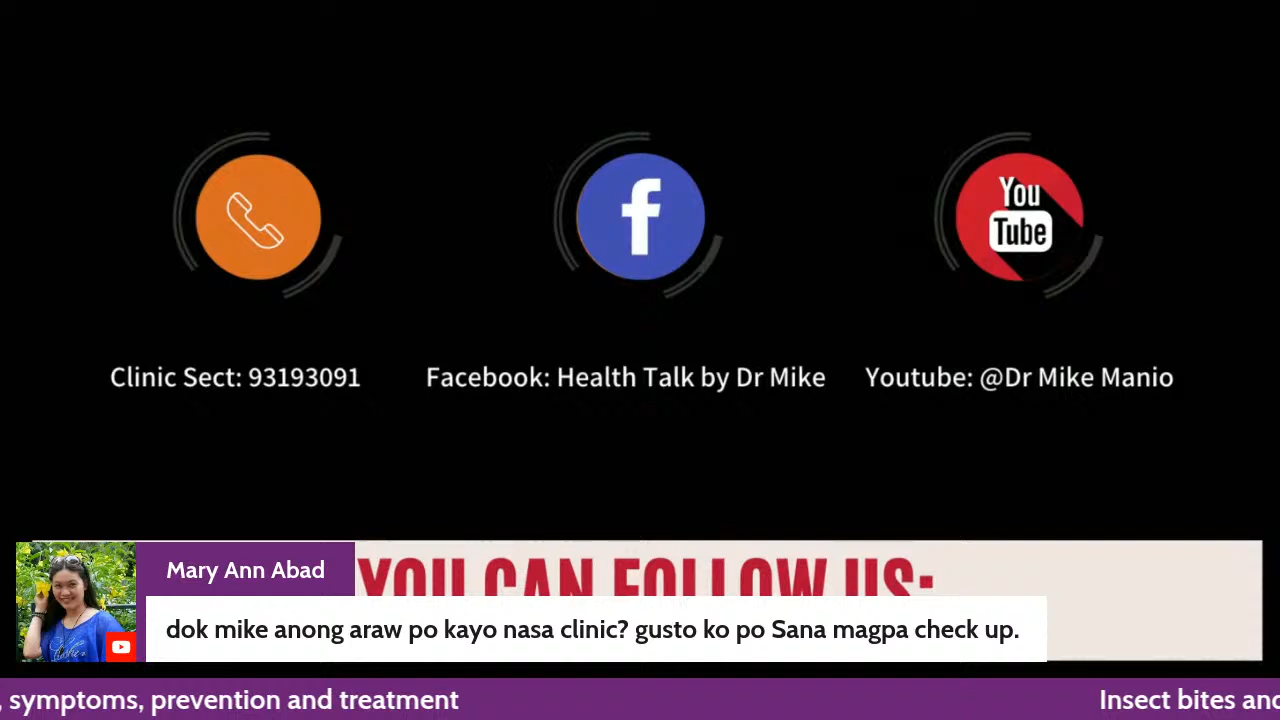 You
Tube
Clinic Sect: 93193091
Facebook: Health Talk by Dr Mike
Youtube: @Dr Mike Manio
YOU CAN FOLLOW US:
Mary Ann Abad
dok mike anong araw po kayo nasa clinic? gusto ko po Sana magpa check up.
, symptoms, prevention and treatment
Insect bites and